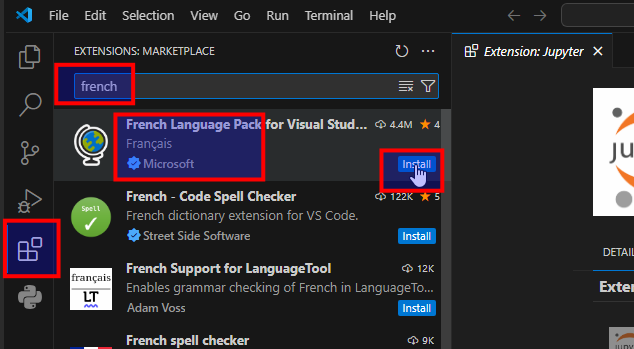 File Edit Selection View Go Run Terminal Help
EXTENSIONS: MARKETPLACE
Extension: Jupyter
french
French Language Pack for Visual Stud... 4.4M 4
Français
Microsoft Install
French - Code Spell Checker 122K 5
French dictionary extension for VS Code.
Street Side Software Install
French Support for LanguageTool 12K
Enables grammar checking of French in LanguageTo...
Adam Voss Install
French spell checker 9K
Spell
français
LT
ju
DETAIL
Exten